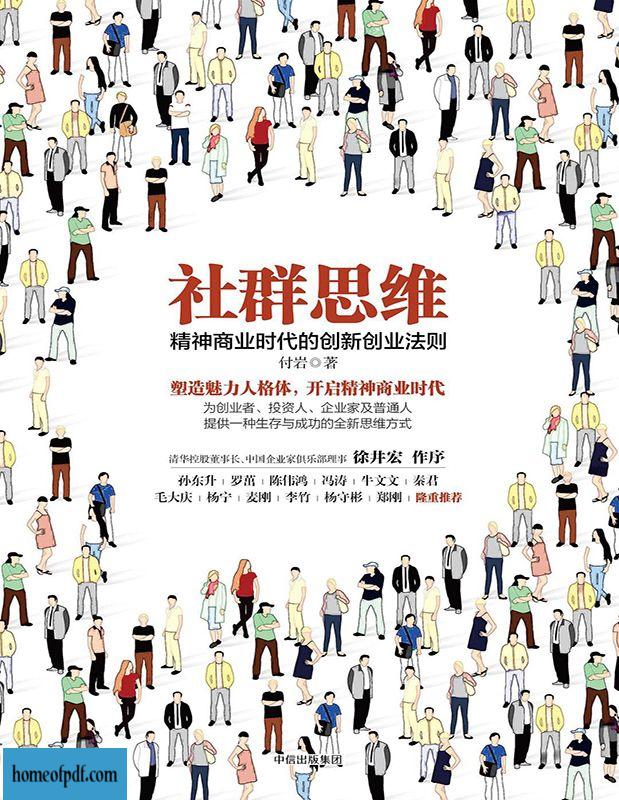 社群思维
精神商业时代的创新创业法则
付岩◎著
塑造魅力人格体，开启精神商业时代
为创业者、投资人、企业家及普通人
提供一种生存与成功的全新思维方式
清华控股董事长、中国企业家俱乐部理事 徐井宏 作序
孙东升 | 罗茁 | 陈伟鸿 | 冯涛 | 牛文文 | 秦君
毛大庆 | 杨宁 | 麦刚 | 李竹 | 杨守彬 | 郑刚 | 隆重推荐
中信出版集团
homeofpdf.com